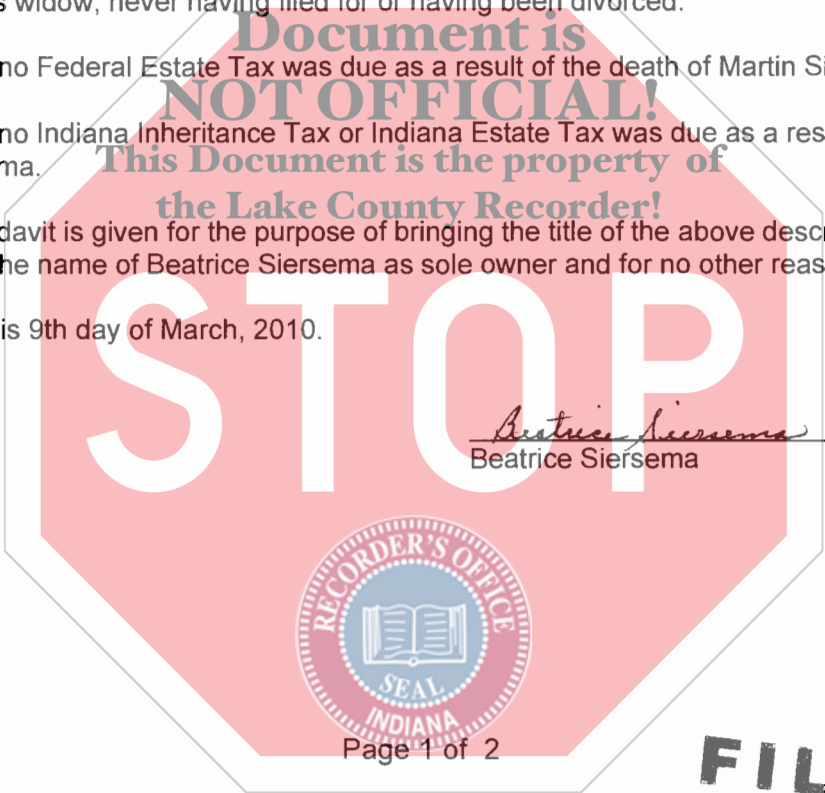 s widow, never having filed for or having been divorced.
Document is
no Federal Estate Tax was due as a result of the death of Martin Si
NOT OFFICIAL!
no Indiana Inheritance Tax or Indiana Estate Tax was due as a res
This Document is the property of
ma.
the Lake County Recorder!
davit is given for the purpose of bringing the title of the above descr
he name of Beatrice Siersema as sole owner and for no other reas
is 9th day of March, 2010.
STOP
Beatrice Siersema
Beatrice Siersema
RECORDER'S OFFICE
SEAL
INDIANA
Page 1 of 2
FIL